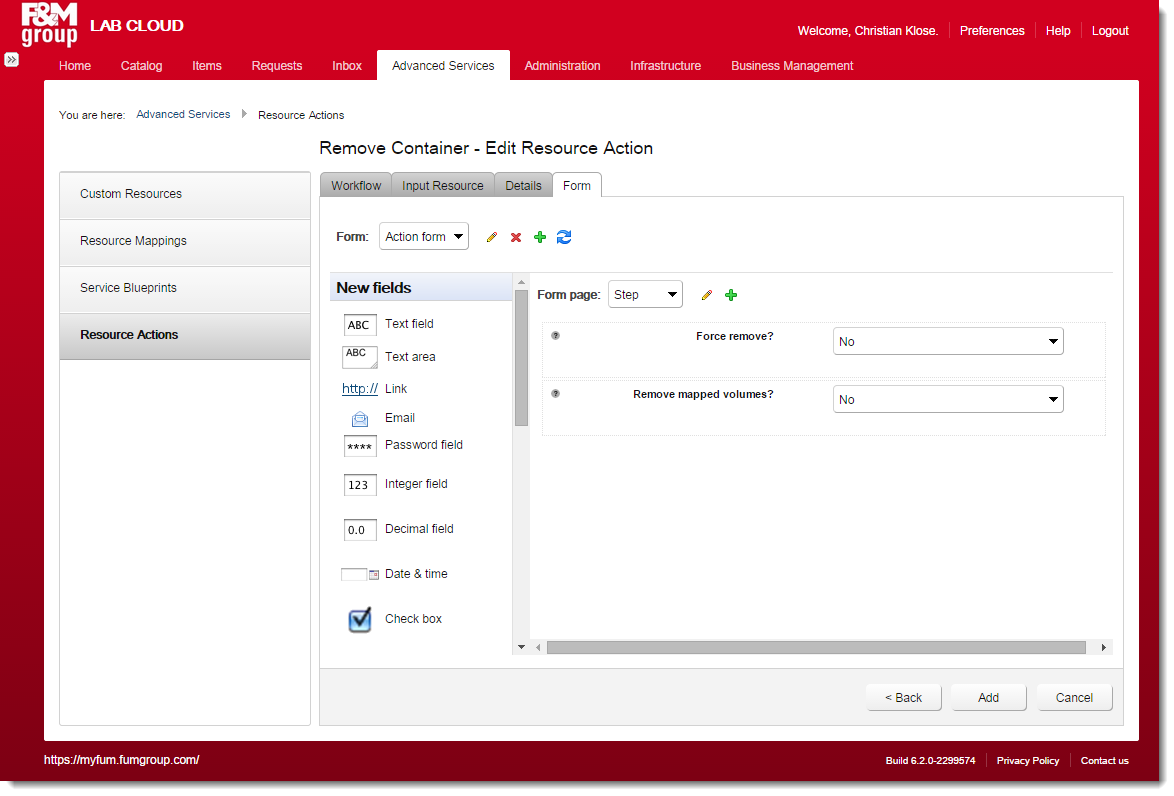 F&M
group
LAB CLOUD
Welcome, Christian Klose. Preferences Help Logout
Home Catalog Items Requests Inbox Advanced Services Administration Infrastructure Business Management
You are here: Advanced Services Resource Actions
Remove Container - Edit Resource Action
Custom Resources
Resource Mappings
Service Blueprints
Resource Actions
Workflow Input Resource Details Form
Form: Action form
New fields
ABC Text field
ABC Text area
http:// Link
Email
**** Password field
123 Integer field
0.0 Decimal field
Date & time
Check box
Form page: Step
? Force remove? No
? Remove mapped volumes? No
< Back Add Cancel
https://myfum.fumgroup.com/
Build 6.2.0-2299574 Privacy Policy Contact us